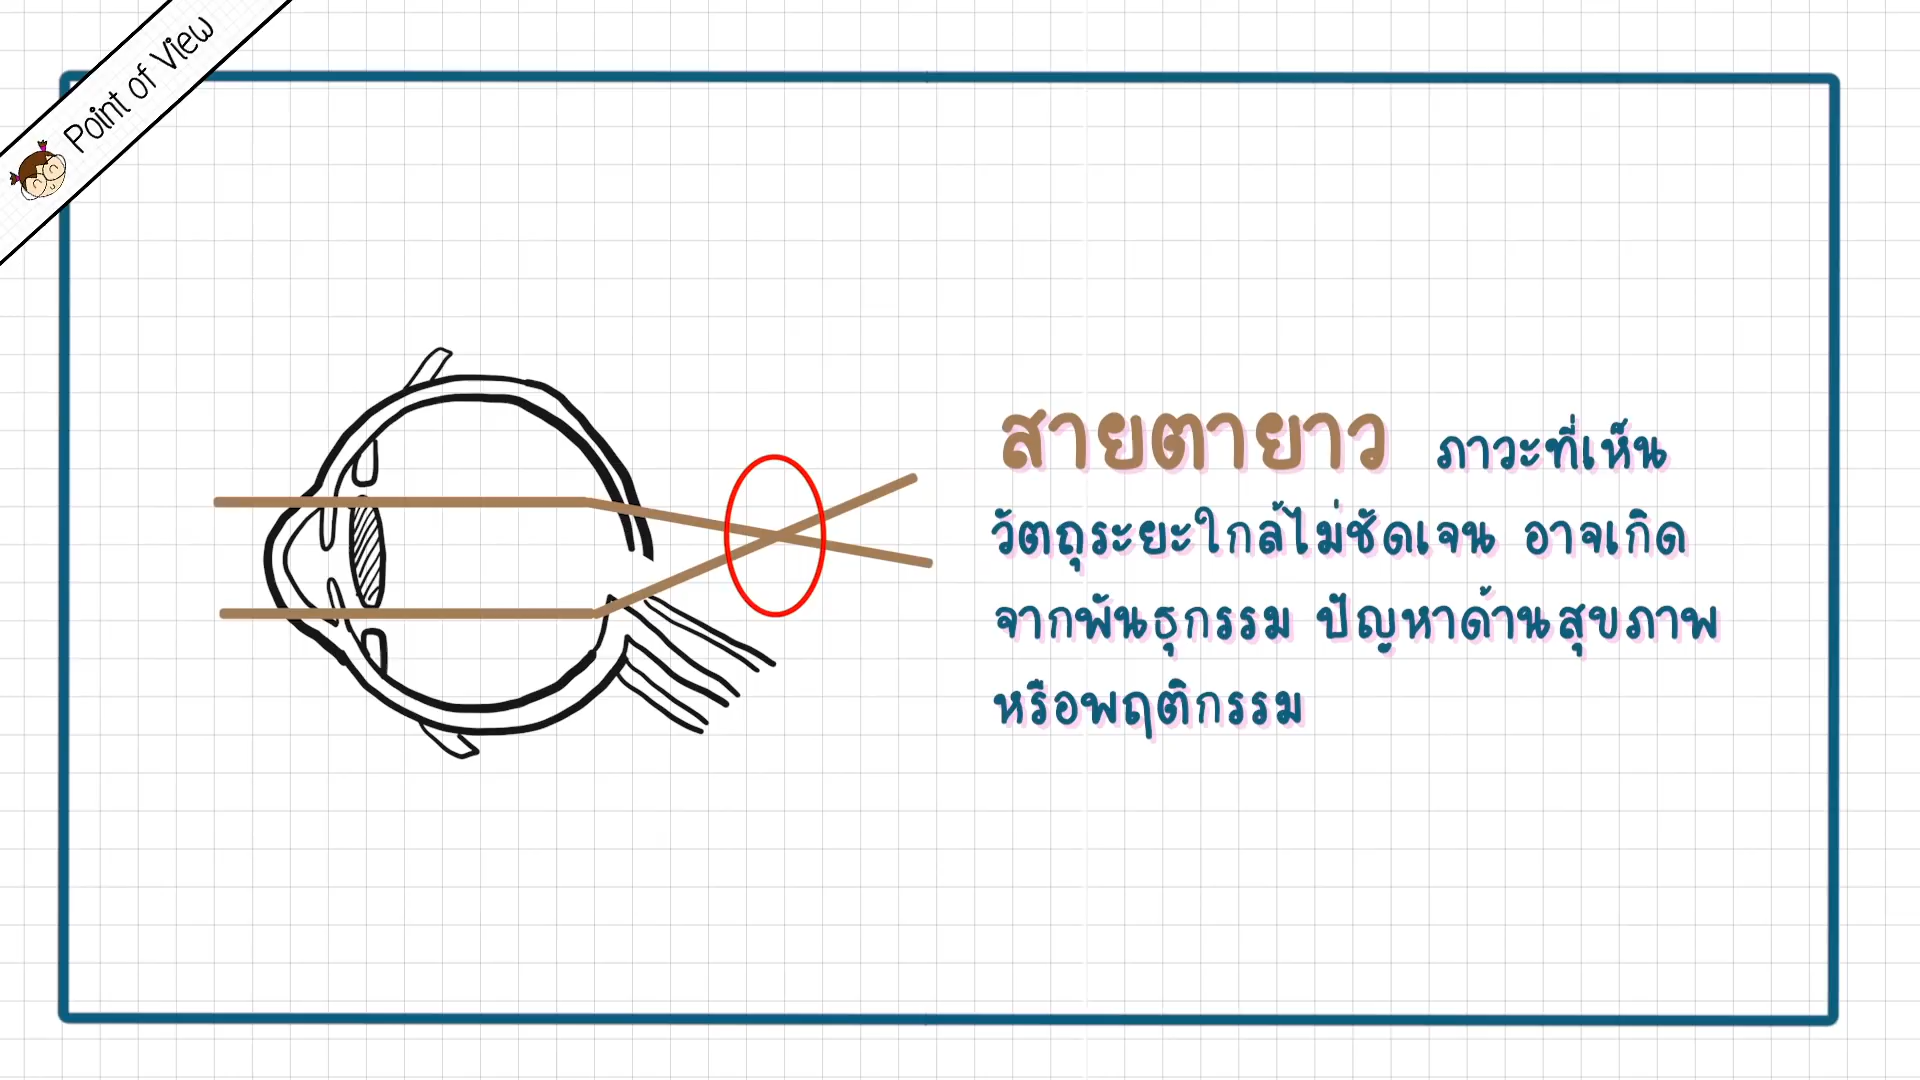 Point of View
สายตายาว ภาวะที่เห็น
วัตถุระยะใกล้ไม่ชัดเจน อาจเกิด
จากพันธุกรรม ปัญหาด้านสุขภาพ
หรือพฤติกรรม